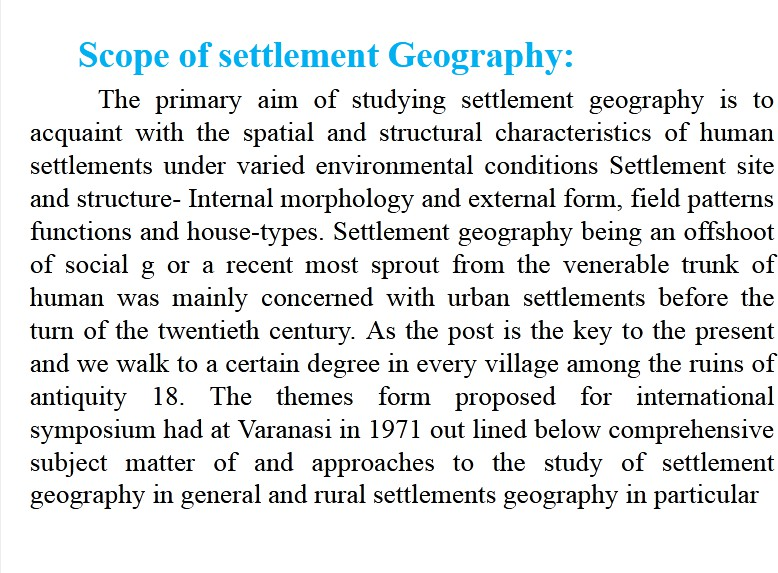 Scope of settlement Geography:
The primary aim of studying settlement geography is to
acquaint with the spatial and structural characteristics of human
settlements under varied environmental conditions Settlement site
and structure- Internal morphology and external form, field patterns
functions and house-types. Settlement geography being an offshoot
of social g or a recent most sprout from the venerable trunk of
human was mainly concerned with urban settlements before the
turn of the twentieth century. As the post is the key to the present
and we walk to a certain degree in every village among the ruins of
antiquity 18. The themes form proposed for international
symposium had at Varanasi in 1971 out lined below comprehensive
subject matter of and approaches to the study of settlement
geography in general and rural settlements geography in particular